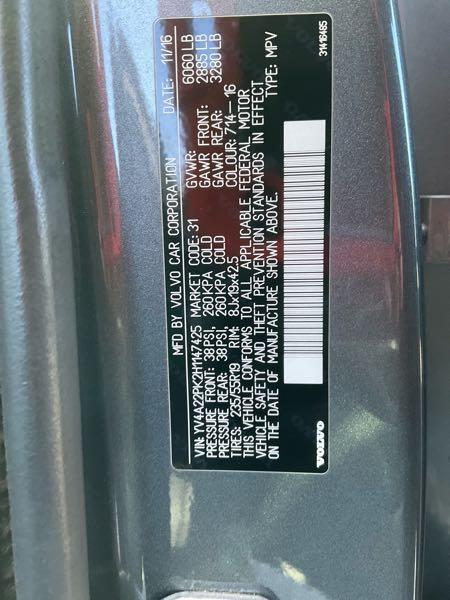 MFD BY VOLVO CAR CORPORATION DATE: 11/16
GVWR: 6060 LB
GAWR FRONT: 2885 LB
GAWR REAR: 3280 LB
VIN: YV4A22PK2H1147425 MARKET CODE: 31
PRESSURE FRONT: 38PSI, 260KPA COLD
PRESSURE REAR: 38PSI, 260KPA COLD COLOUR: 714--16
TIRES: 235/55R19 RIM: 8Jx19x42.5
THIS VEHICLE CONFORMS TO ALL APPLICABLE FEDERAL MOTOR
VEHICLE SAFETY AND THEFT PREVENTION STANDARDS IN EFFECT
ON THE DATE OF MANUFACTURE SHOWN ABOVE. TYPE: MPV
VOLVO
31416485